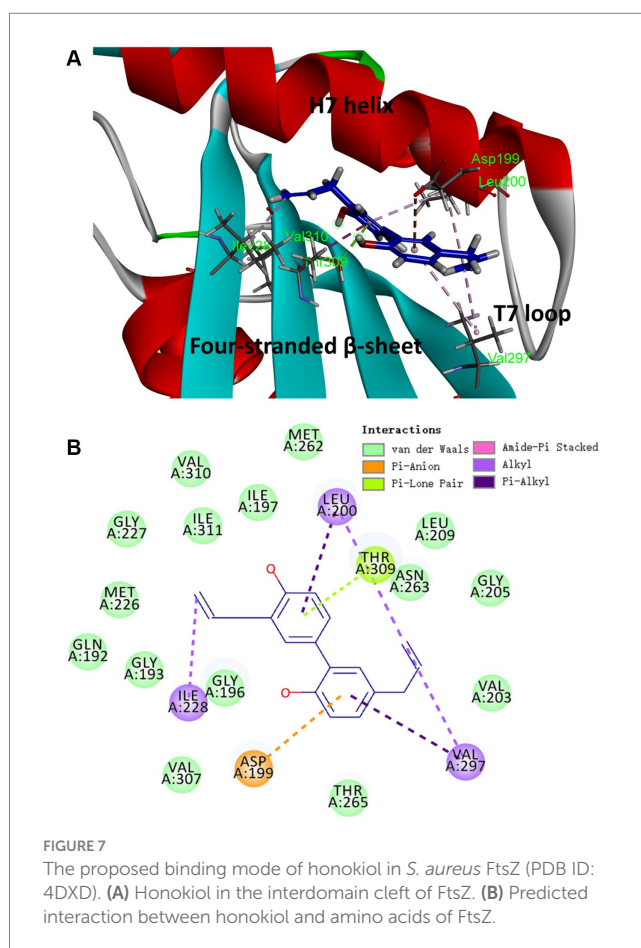 A
H7 helix
Asp199
Leu200
Val310
Thr309
T7 loop
Four-stranded β-sheet
Val297
B
Interactions
van der Waals
Pi-Anion
Pi-Lone Pair
Amide-Pi Stacked
Alkyl
Pi-Alkyl
MET
A:262
VAL
A:310
ILE
A:197
LEU
A:200
GLY
A:227
ILE
A:311
LEU
A:209
THR
A:309
ASN
A:263
GLY
A:205
MET
A:226
O
GLN
A:192
GLY
A:193
GLY
A:196
ILE
A:228
O
VAL
A:203
VAL
A:307
ASP
A:199
THR
A:265
VAL
A:297
FIGURE 7
The proposed binding mode of honokiol in S. aureus FtsZ (PDB ID:
4DXD). (A) Honokiol in the interdomain cleft of FtsZ. (B) Predicted
interaction between honokiol and amino acids of FtsZ.